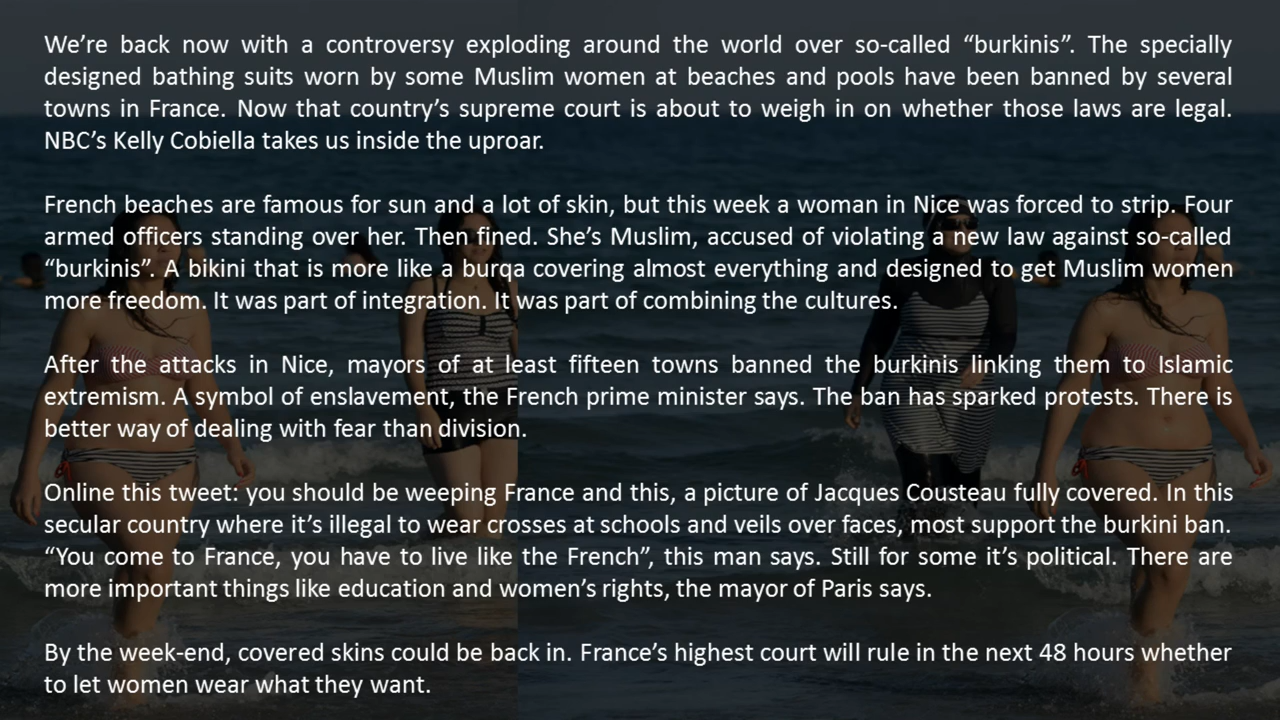 We’re back now with a controversy exploding around the world over so-called “burkinis”. The specially
designed bathing suits worn by some Muslim women at beaches and pools have been banned by several
towns in France. Now that country’s supreme court is about to weigh in on whether those laws are legal.
NBC’s Kelly Cobiella takes us inside the uproar.
French beaches are famous for sun and a lot of skin, but this week a woman in Nice was forced to strip. Four
armed officers standing over her. Then fined. She’s Muslim, accused of violating a new law against so-called
“burkinis”. A bikini that is more like a burqa covering almost everything and designed to get Muslim women
more freedom. It was part of integration. It was part of combining the cultures.
After the attacks in Nice, mayors of at least fifteen towns banned the burkinis linking them to Islamic
extremism. A symbol of enslavement, the French prime minister says. The ban has sparked protests. There is
better way of dealing with fear than division.
Online this tweet: you should be weeping France and this, a picture of Jacques Cousteau fully covered. In this
secular country where it’s illegal to wear crosses at schools and veils over faces, most support the burkini ban.
“You come to France, you have to live like the French”, this man says. Still for some it’s political. There are
more important things like education and women’s rights, the mayor of Paris says.
By the week-end, covered skins could be back in. France’s highest court will rule in the next 48 hours whether
to let women wear what they want.